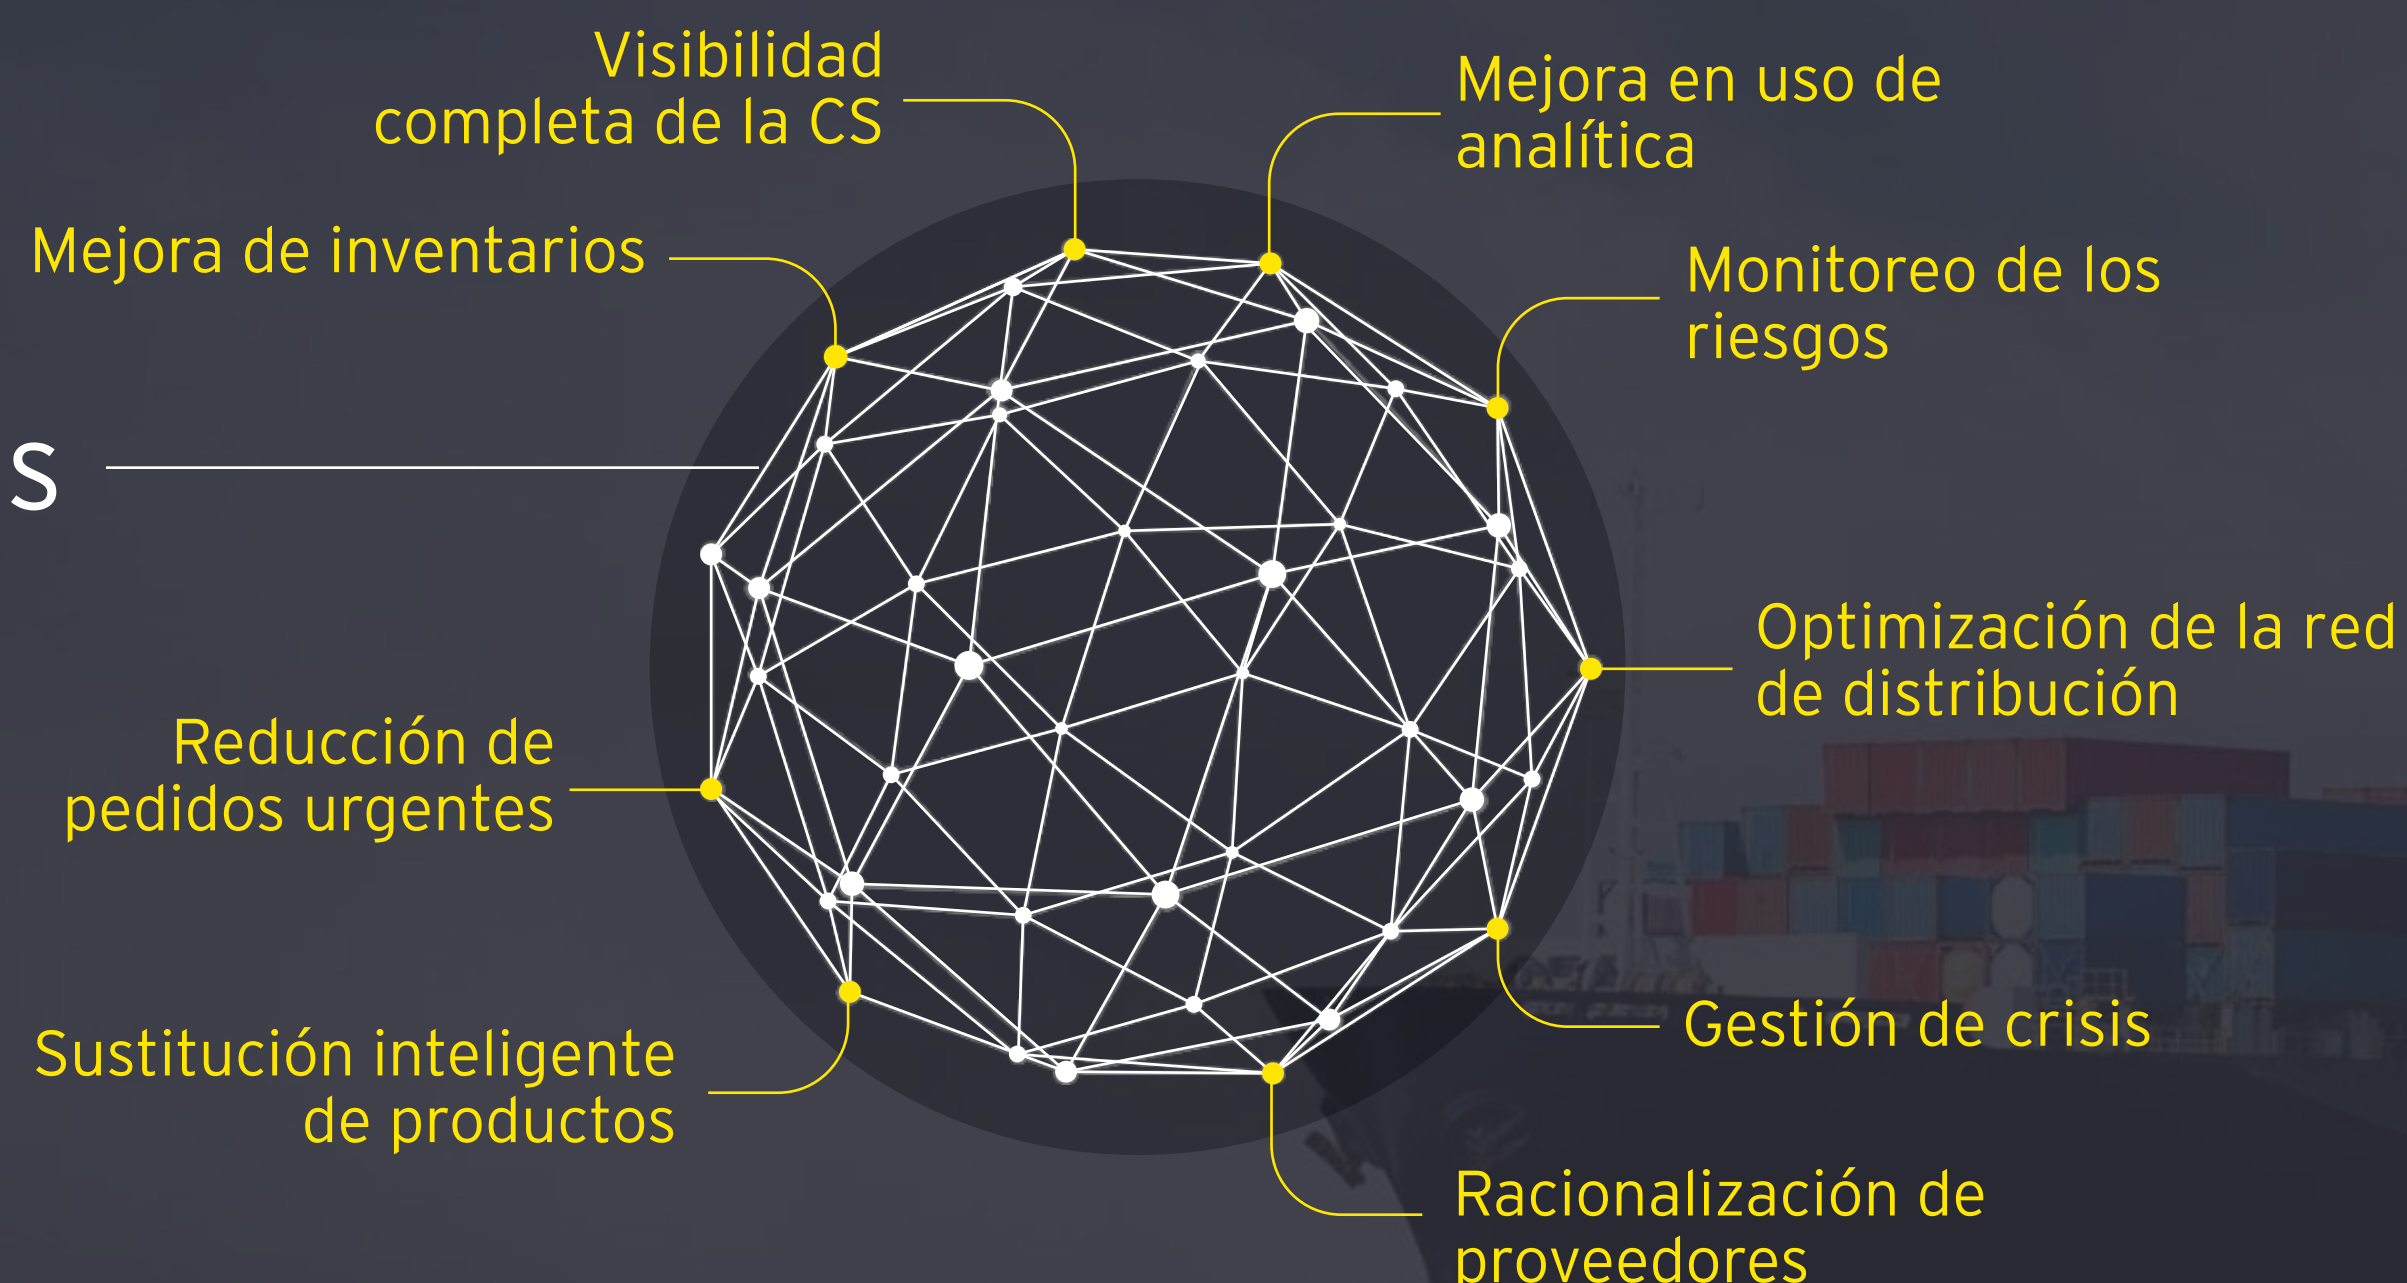 Visibilidad
completa de la CS
Mejora en uso de
analítica
Mejora de inventarios
Monitoreo de los
riesgos
s
Optimización de la red
de distribución
Reducción de
pedidos urgentes
Gestión de crisis
Sustitución inteligente
de productos
Racionalización de
proveedores